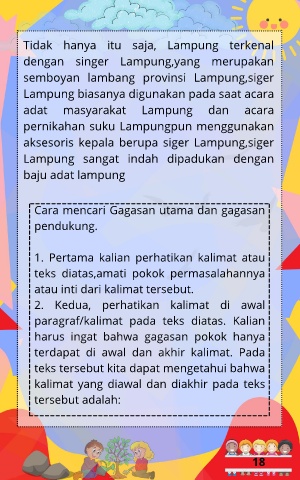 Tidak hanya itu saja, Lampung terkenal
dengan singer Lampung,yang merupakan
semboyan lambang provinsi Lampung,siger
Lampung biasanya digunakan pada saat acara
adat masyarakat Lampung dan acara
pernikahan suku Lampungpun menggunakan
aksesoris kepala berupa siger Lampung,siger
Lampung sangat indah dipadukan dengan
baju adat lampung
Cara mencari Gagasan utama dan gagasan
pendukung.
1. Pertama kalian perhatikan kalimat atau
teks diatas,amati pokok permasalahannya
atau inti dari kalimat tersebut.
2. Kedua, perhatikan kalimat di awal
paragraf/kalimat pada teks diatas. Kalian
harus ingat bahwa gagasan pokok hanya
terdapat di awal dan akhir kalimat. Pada
teks tersebut kita dapat mengetahui bahwa
kalimat yang diawal dan diakhir pada teks
tersebut adalah:
18